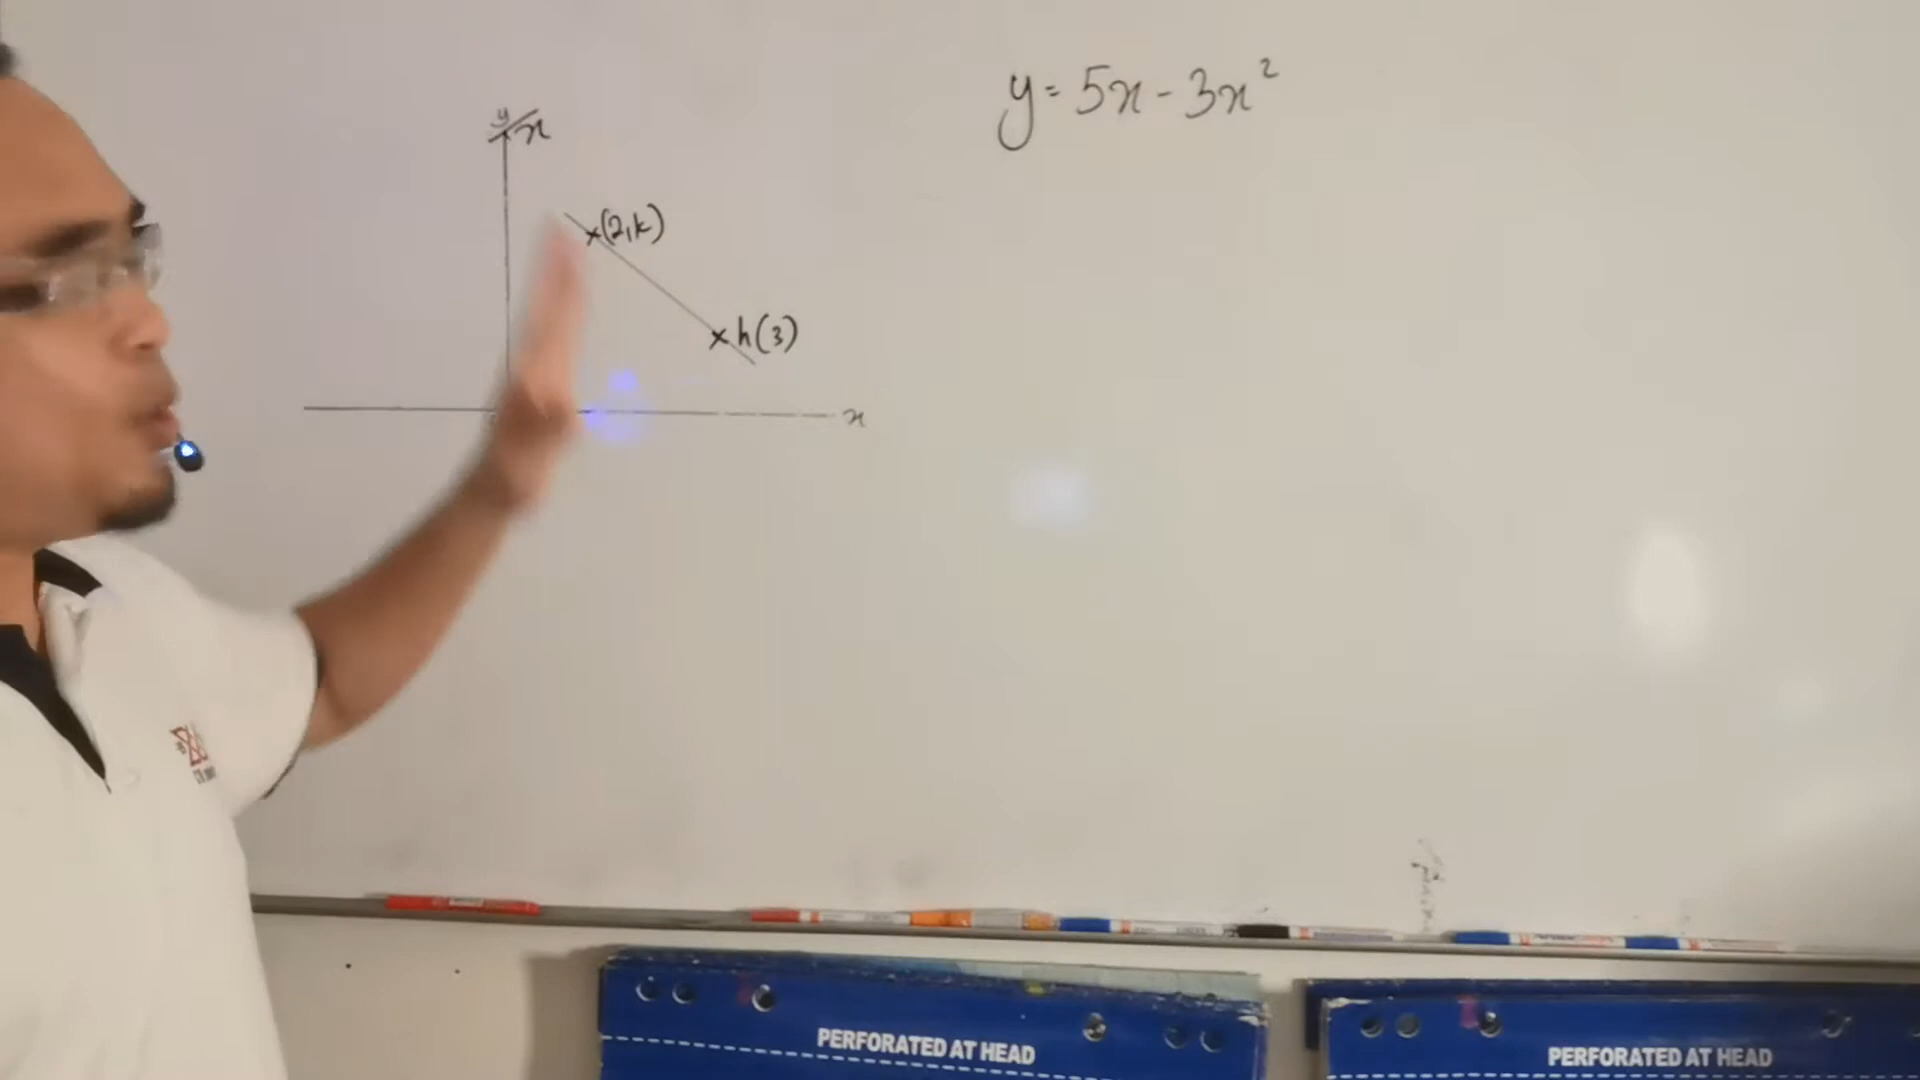 y/x
y = 5x - 3x²
(2,k)
h(3)
x
PERFORATED AT HEAD
PERFORATED AT HEAD